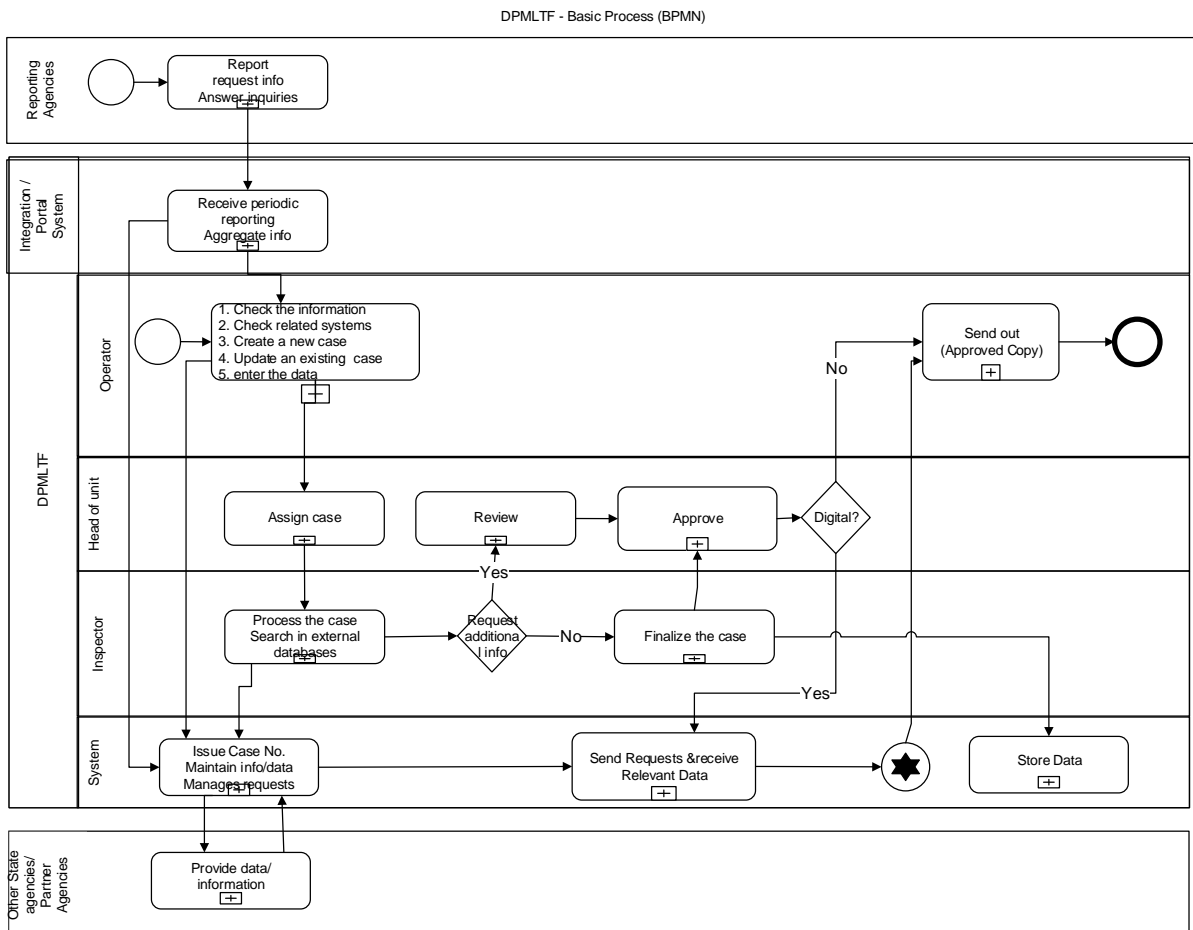 DPMLTF - Basic Process (BPMN)
Reporting
Agencies
Report
request info
Answer inquiries
Integration /
Portal
System
Receive periodic
reporting
Aggregate info
DPMLTF
Operator
1. Check the information
2. Check related systems
3. Create a new case
4. Update an existing case
5. enter the data
Send out
(Approved Copy)
No
Head of unit
Assign case
Review
Approve
Digital?
Yes
Inspector
Process the case
Search in external
databases
Request
additiona
l info
No
Finalize the case
Yes
System
Issue Case No.
Maintain info/data
Manages requests
Send Requests &receive
Relevant Data
Store Data
Other State
agencies/
Partner
Agencies
Provide data/
information